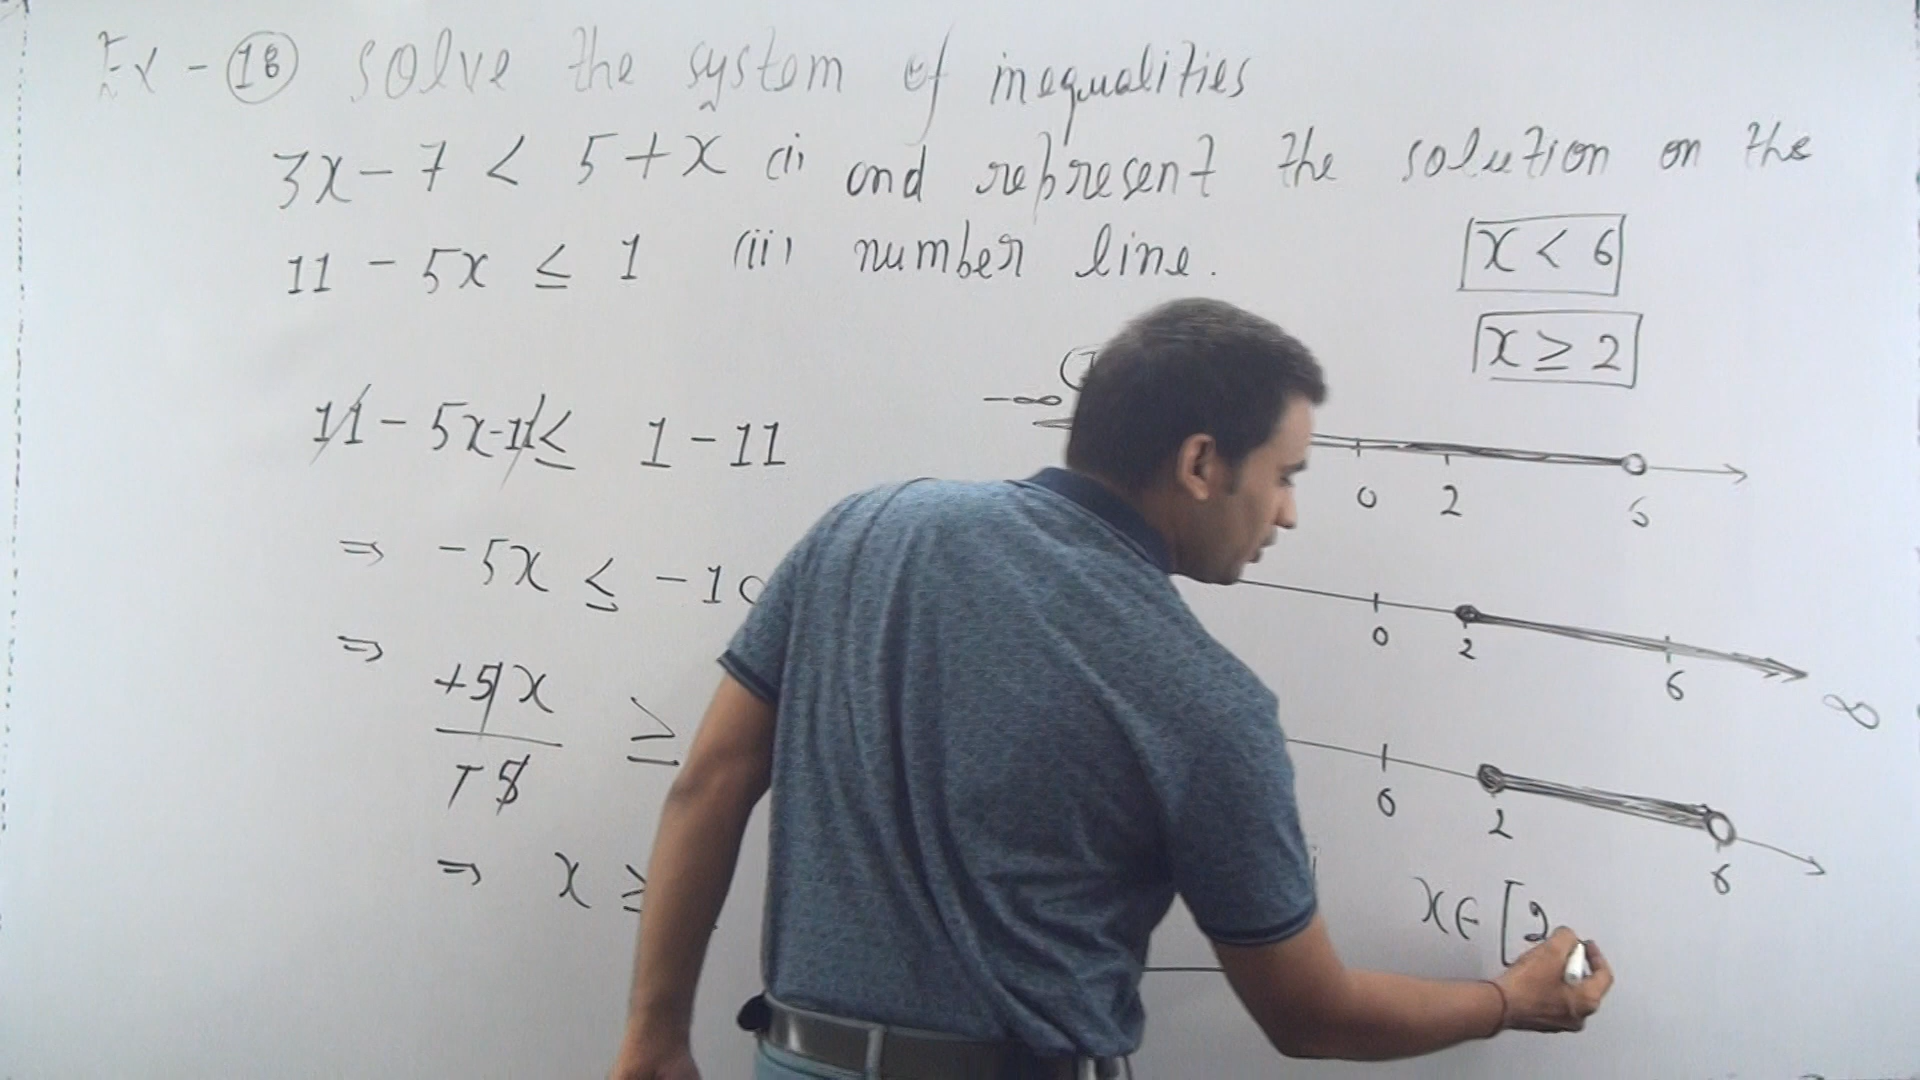 Ex - 18 solve the system of inequalities
3x - 7 < 5 + x (i) and represent the solution on the
11 - 5x ≤ 1 (ii) number line.
x < 6
x ≥ 2
11 - 5x - 11 ≤ 1 - 11
⇒ -5x ≤ -10
⇒ +5x / +5 ≥
⇒ x ≥
-∞
0 2 6
0 2 6 ∞
0 2 6
x ∈ [2